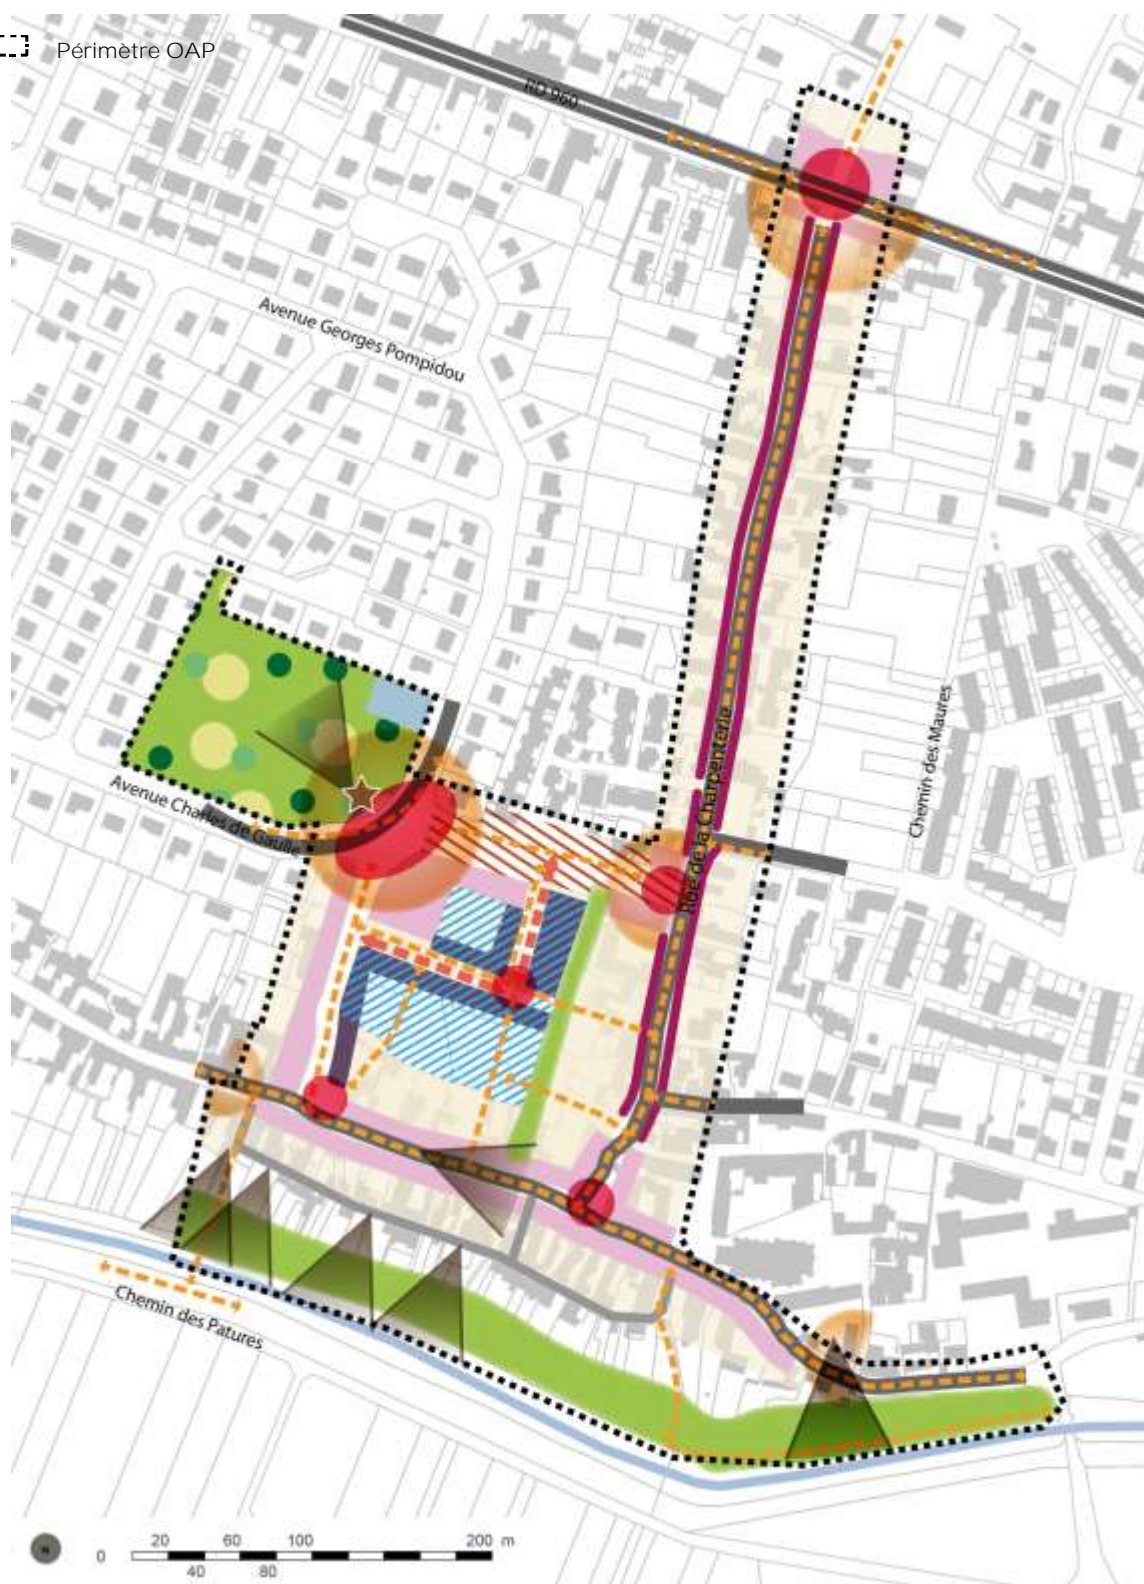 Périmètre OAP
RD 960
Avenue Georges Pompidou
Chemin des Maures
Rue de la Charpenterie
Avenue Charles de Gaulle
Chemin des Patures
0 20 60 100 200 m
40 80